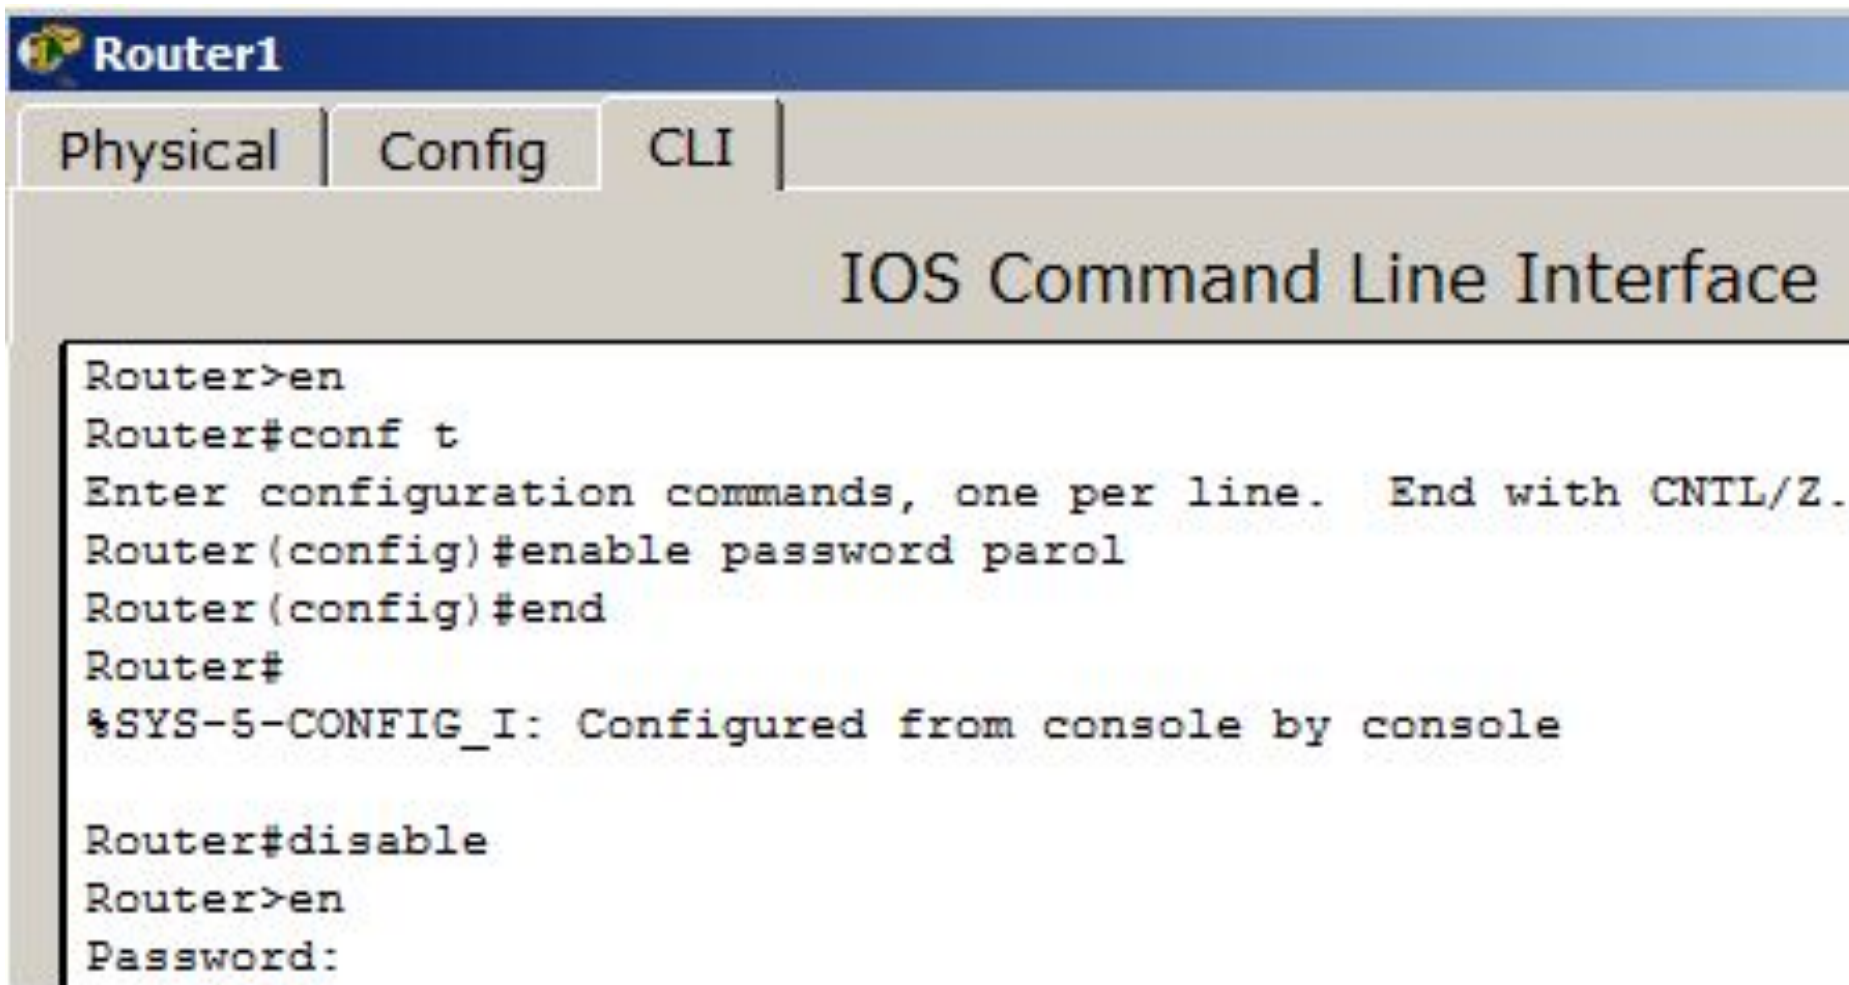 Router1
Physical
Config
CLI
IOS Command Line Interface
Router>en
Router#conf t
Enter configuration commands, one per line.  End with CNTL/Z.
Router(config)#enable password parol
Router(config)#end
Router#
%SYS-5-CONFIG_I: Configured from console by console
Router#disable
Router>en
Password: